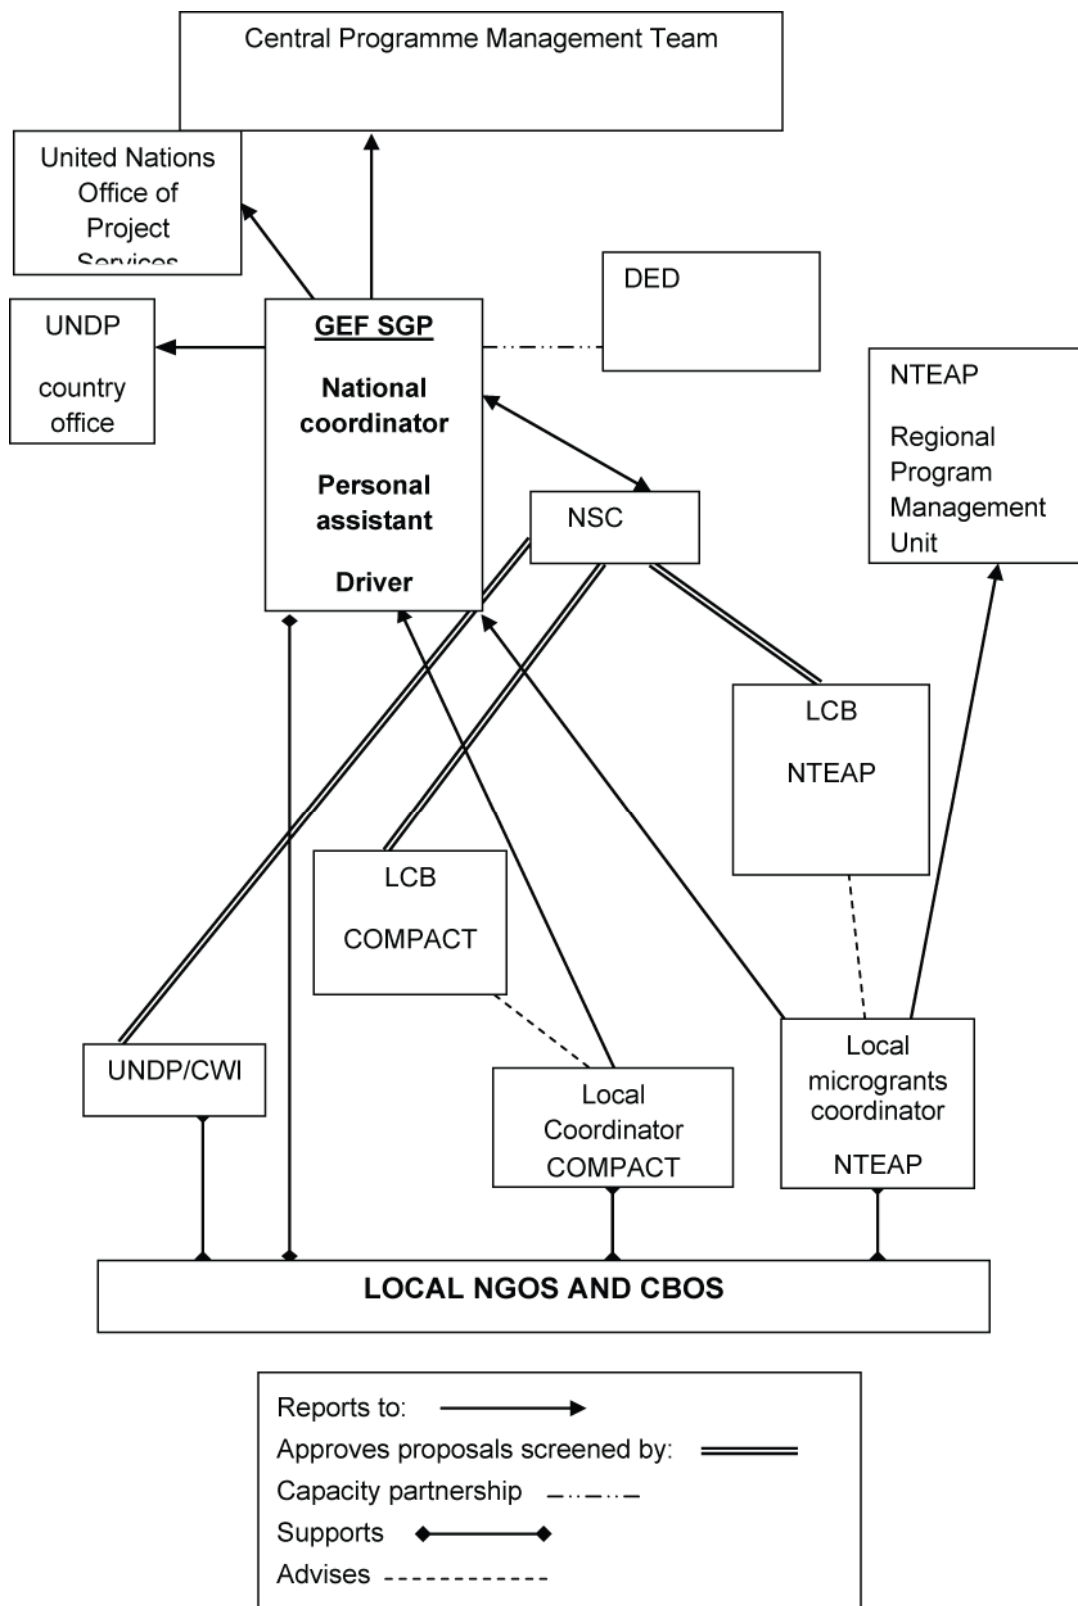 Central Programme Management Team
United Nations
Office of
Project
Services
UNDP
country
office
GEF SGP
National
coordinator
Personal
assistant
Driver
DED
NTEAP
Regional
Program
Management
Unit
NSC
LCB
NTEAP
LCB
COMPACT
UNDP/CWI
Local
Coordinator
COMPACT
Local
microgrants
coordinator
NTEAP
LOCAL NGOS AND CBOS
Reports to:
Approves proposals screened by:
Capacity partnership
Supports
Advises